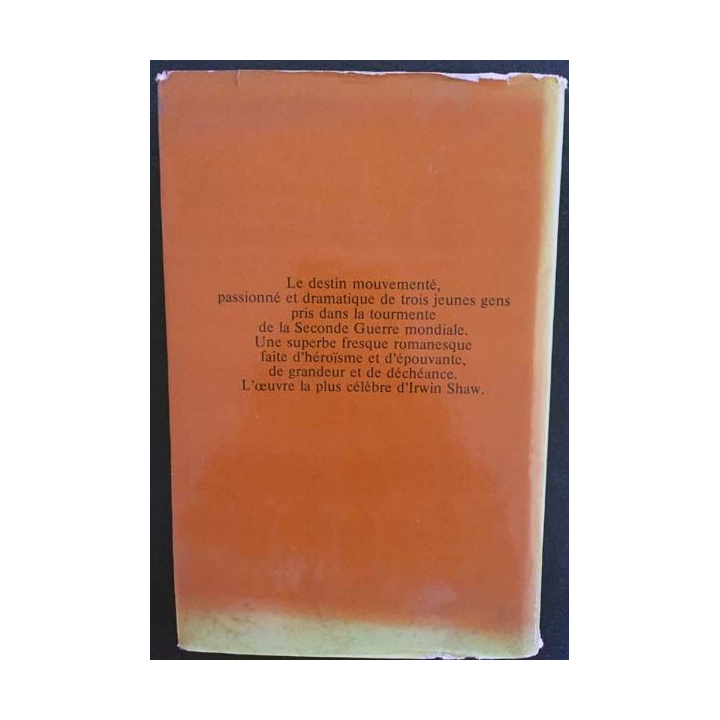 Le destin mouvementé,
passionné et dramatique de trois jeunes gens
pris dans la tourmente
de la Seconde Guerre mondiale.
Une superbe fresque romanesque
faite d'héroïsme et d'épouvante,
de grandeur et de déchéance.
L'œuvre la plus célèbre d'Irwin Shaw.